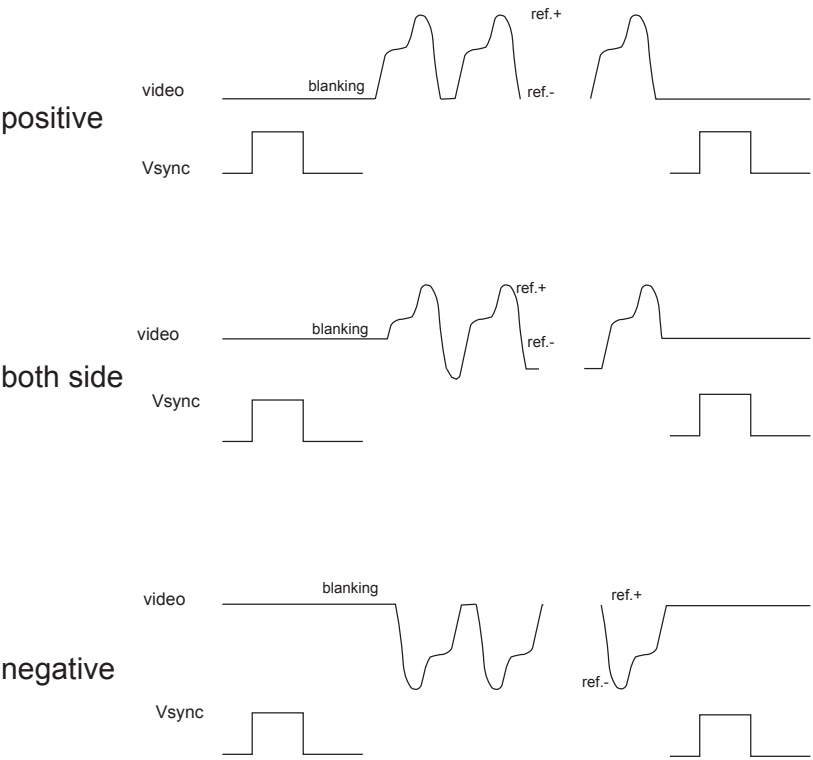 ref.+
video
blanking
ref.-
positive
Vsync
ref.+
video
blanking
ref.-
both side
Vsync
blanking
video
ref.+
negative
ref.-
Vsync